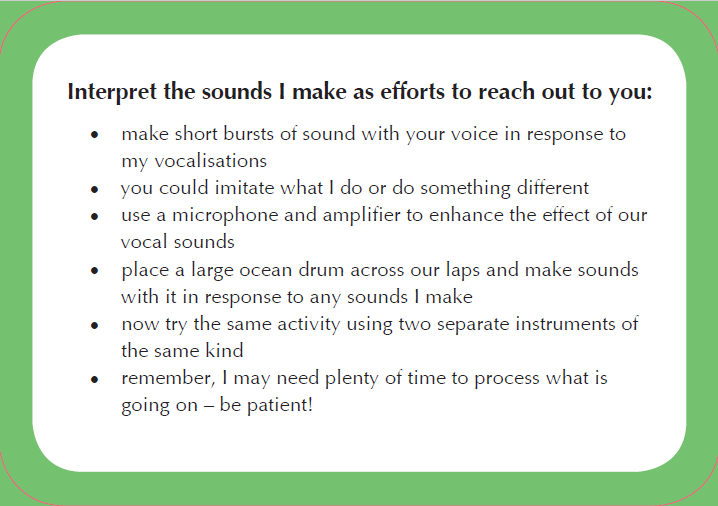 Interpret the sounds I make as efforts to reach out to you:
• make short bursts of sound with your voice in response to
my vocalisations
• you could imitate what I do or do something different
• use a microphone and amplifier to enhance the effect of our
vocal sounds
• place a large ocean drum across our laps and make sounds
with it in response to any sounds I make
• now try the same activity using two separate instruments of
the same kind
• remember, I may need plenty of time to process what is
going on – be patient!